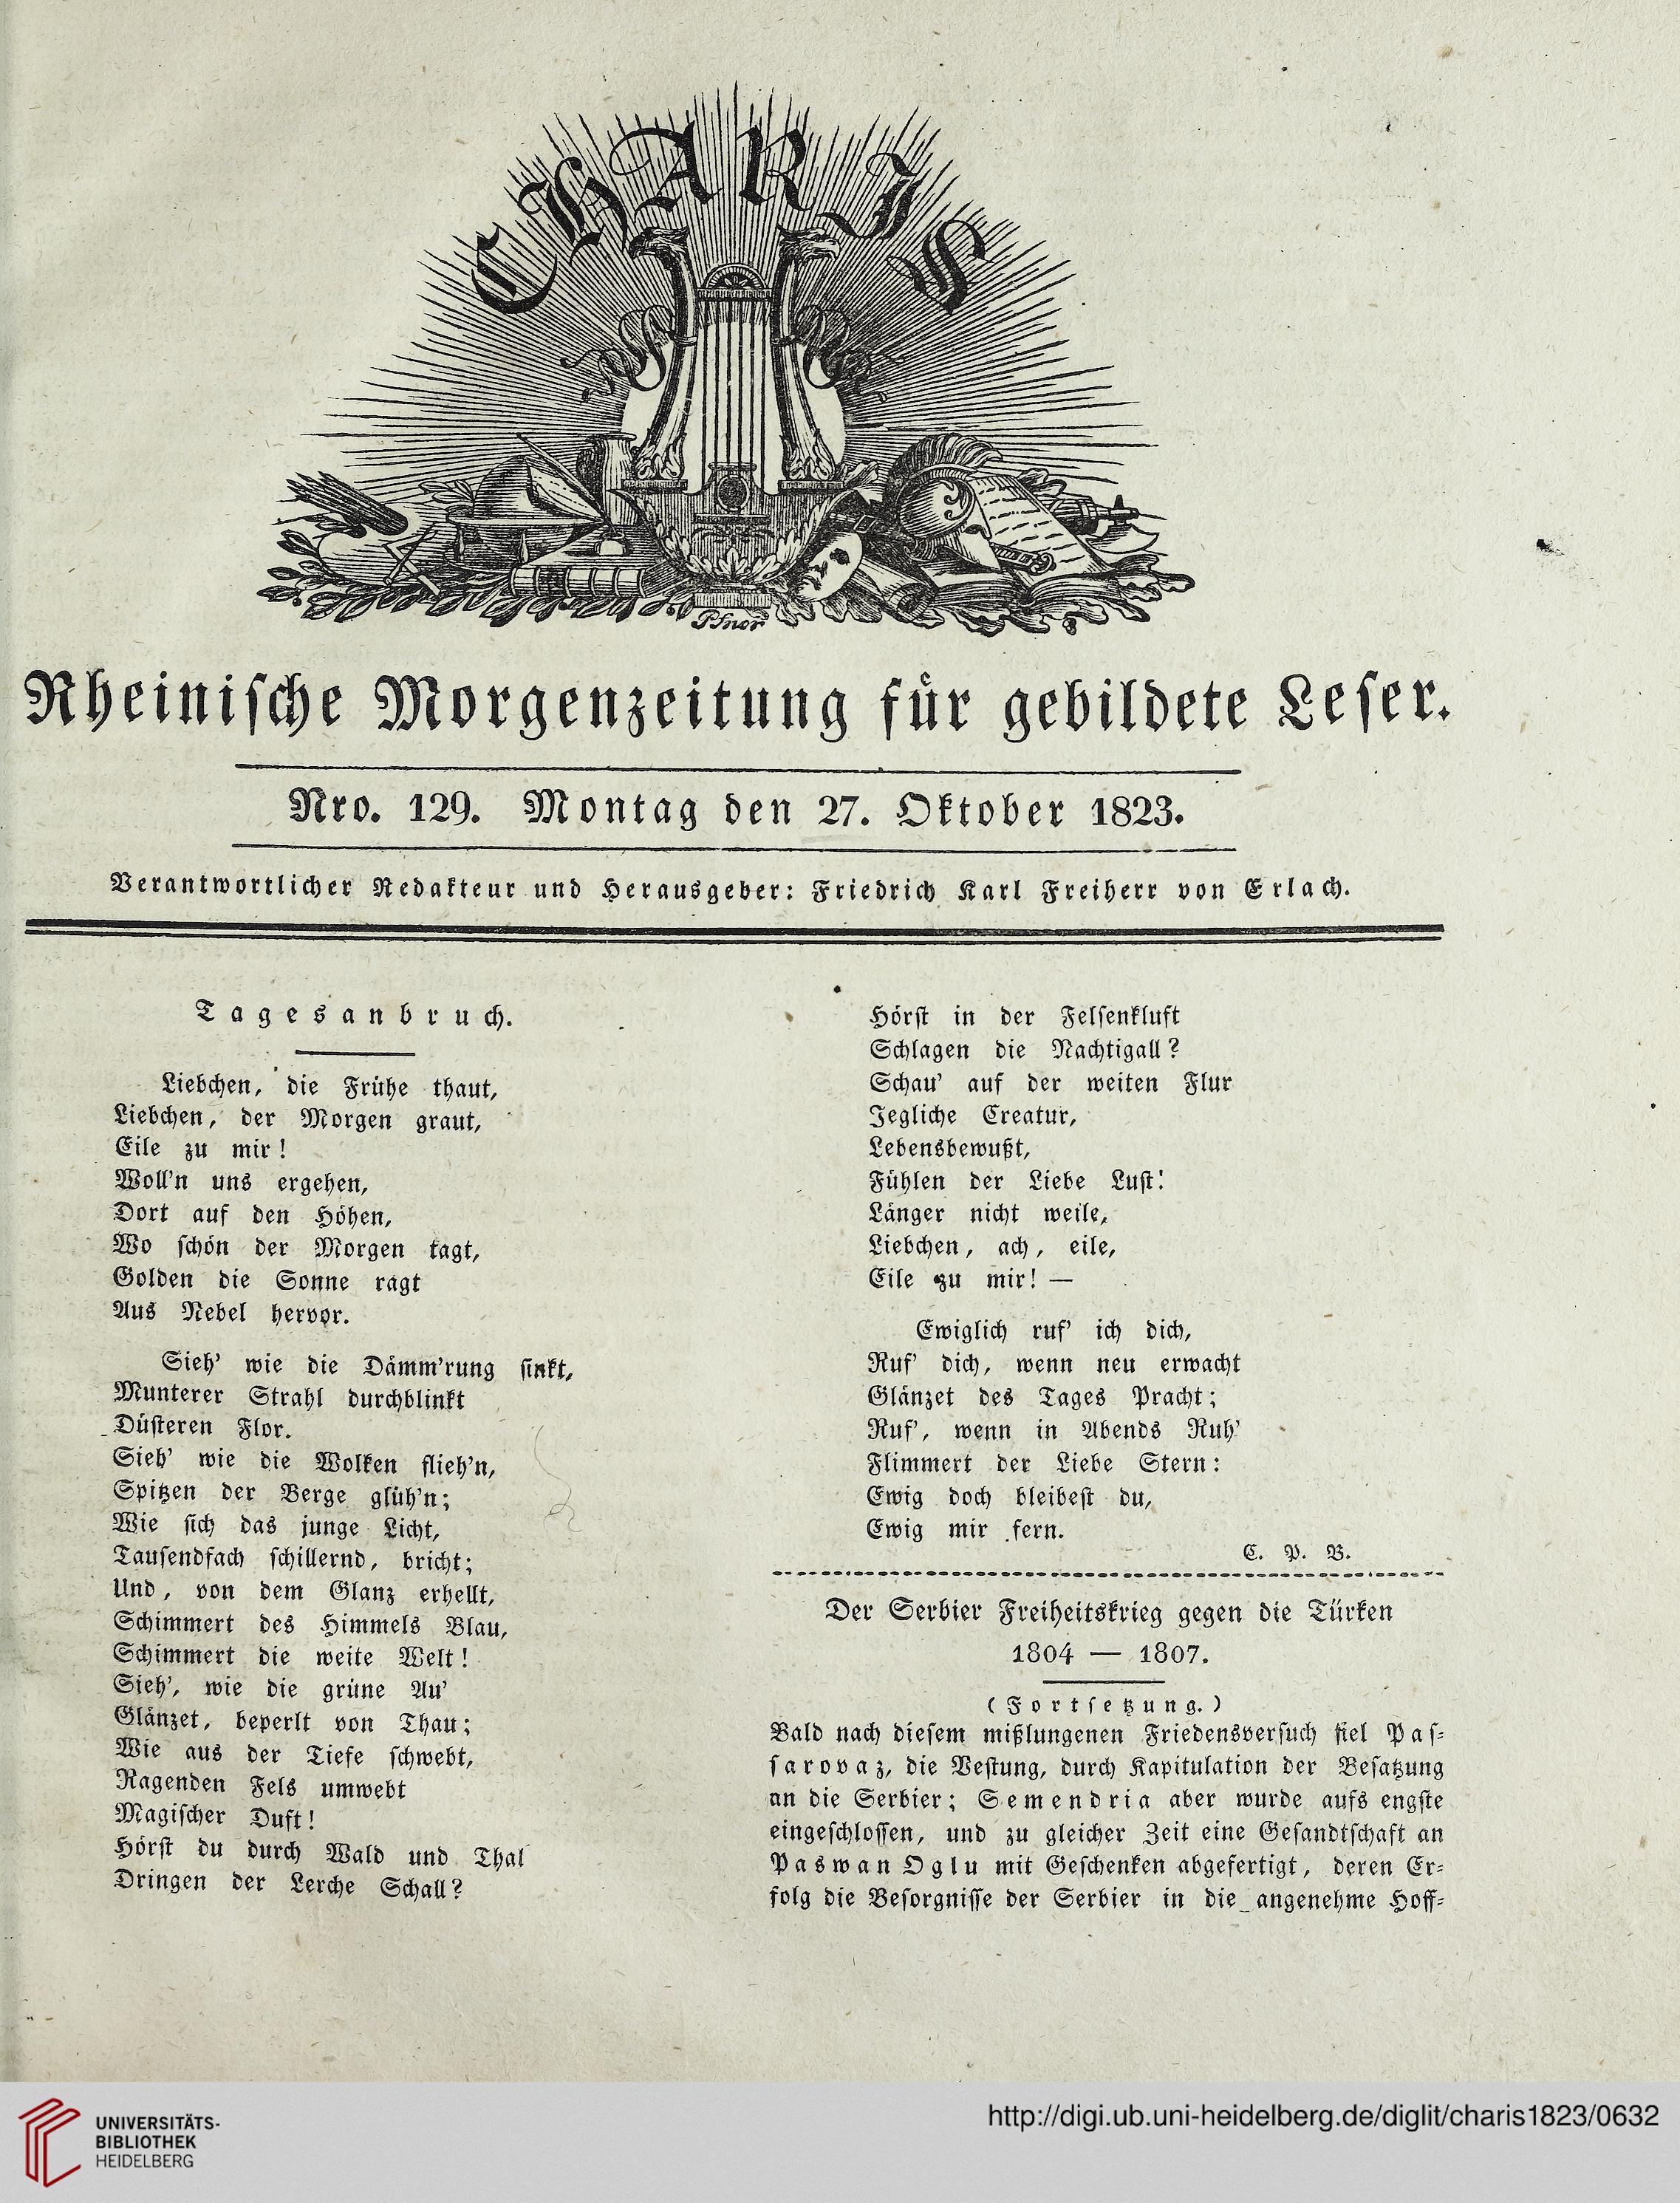 CHARIS
Pfnor
Rheinische Morgenzeitung für gebildete Leser.
Nro. 129. Montag den 27. Oktober 1823.
Verantwortlicher Redakteur und Herausgeber: Friedrich Karl Freiherr von Erlach.
Tagesanbruch.
Liebchen, die Frühe thaut,
Liebchen, der Morgen graut,
Eile zu mir!
Woll'n uns ergehen,
Dort auf den Höhen,
Wo schön der Morgen tagt,
Golden die Sonne ragt
Aus Nebel hervor.
Sieh' wie die Dämm'rung sinkt,
Munterer Strahl durchblinkt
Düsteren Flor.
Sieh' wie die Wolken flieh'n,
Spitzen der Berge glüh'n;
Wie sich das junge Licht,
Tausendfach schillernd, bricht;
Und, von dem Glanz erhellt,
Schimmert des Himmels Blau,
Schimmert die weite Welt!
Sieh', wie die grüne Au'
Glänzet, beperlt von Thau;
Wie aus der Tiefe schwebt,
Ragenden Fels umwebt
Magischer Duft!
Hörst du durch Wald und Thal
Dringen der Lerche Schall?
Hörst in der Felsenkluft
Schlagen die Nachtigall?
Schau' auf der weiten Flur
Jegliche Creatur,
Lebensbewußt,
Fühlen der Liebe Lust!
Länger nicht weile,
Liebchen, ach, eile,
Eile zu mir! —
Ewiglich ruf' ich dich,
Ruf' dich, wenn neu erwacht
Glänzet des Tages Pracht;
Ruf', wenn in Abends Ruh'
Flimmert der Liebe Stern:
Ewig doch bleibest du,
Ewig mir fern.
C. P. B.
Der Serbier Freiheitskrieg gegen die Türken
1804 — 1807.
(Fortsetzung.)
Bald nach diesem mißlungenen Friedensversuch fiel Pas-
sarovaz, die Vestung, durch Kapitulation der Besatzung
an die Serbier; Semendria aber wurde aufs engste
eingeschlossen, und zu gleicher Zeit eine Gesandtschaft an
Paswan Oglu mit Geschenken abgefertigt, deren Er-
folg die Besorgnisse der Serbier in die angenehme Hoff-
UNIVERSITÄTS-
BIBLIOTHEK
HEIDELBERG
http://digi.ub.uni-heidelberg.de/diglit/charis1823/0632